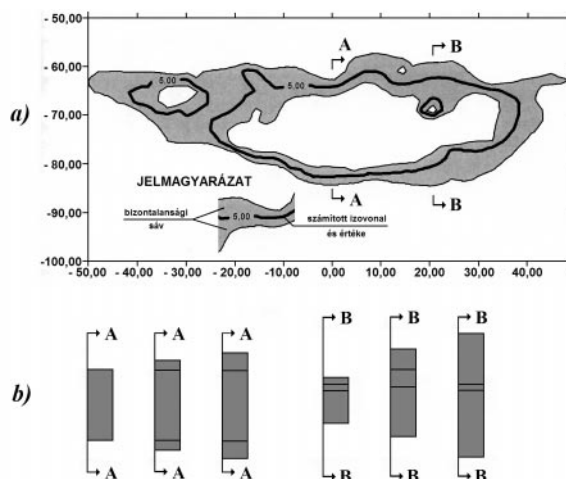 a)
- 50,00
- 60,00
- 70,00
- 80,00
- 90,00
-100,00
A
B
5,00
5,00
A
B
JELMAGYARÁZAT
bizontalansági
sáv
5,00
számított izovonal
és értéke
- 50,00 - 40,00 - 30,00 - 20,00 - 10,00 0,00 10,00 20,00 30,00 40,00
b)
A A A B B B
A A A B B B